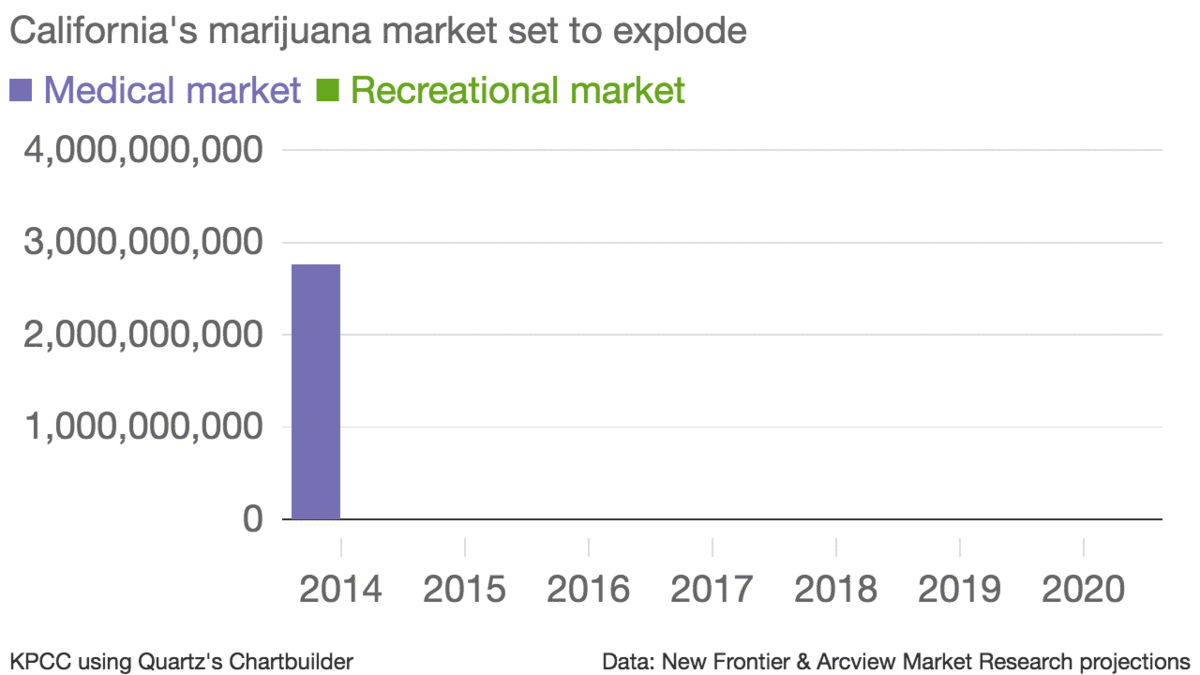 California's marijuana market set to explode
Medical market Recreational market
4,000,000,000
3,000,000,000
2,000,000,000
1,000,000,000
0
2014 2015 2016 2017 2018 2019 2020
KPCC using Quartz's Chartbuilder Data: New Frontier & Arcview Market Research projections